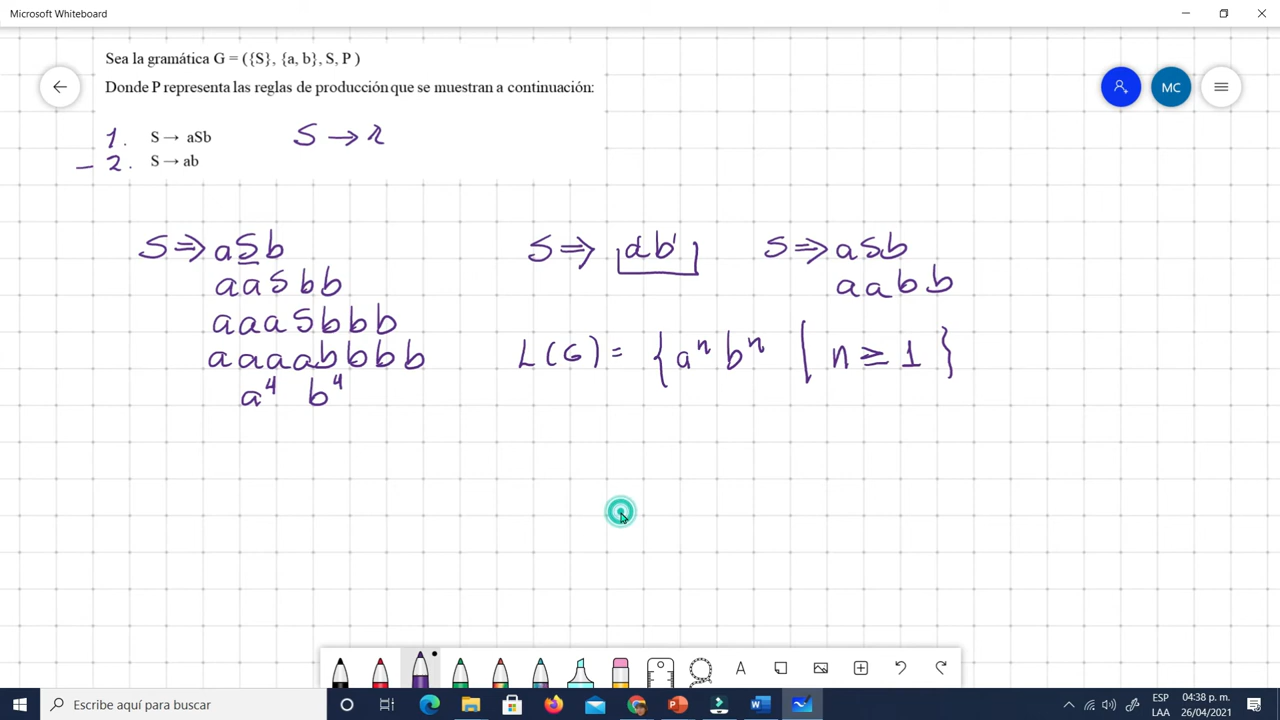 Microsoft Whiteboard
Sea la gramática G = ({S}, {a, b}, S, P )
Donde P representa las reglas de producción que se muestran a continuación:
MC
1. S → aSb
S → r
– 2. S → ab
S ⇒ aSb
aaSbb
aaaSbbb
aaaabbbb
a⁴ b⁴
S ⇒ a'b'
S ⇒ aSb
aabb
L(G) = { aⁿ bⁿ | n ≥ 1 }
A
Escribe aquí para buscar
ESP
LAA
04:38 p. m.
26/04/2021